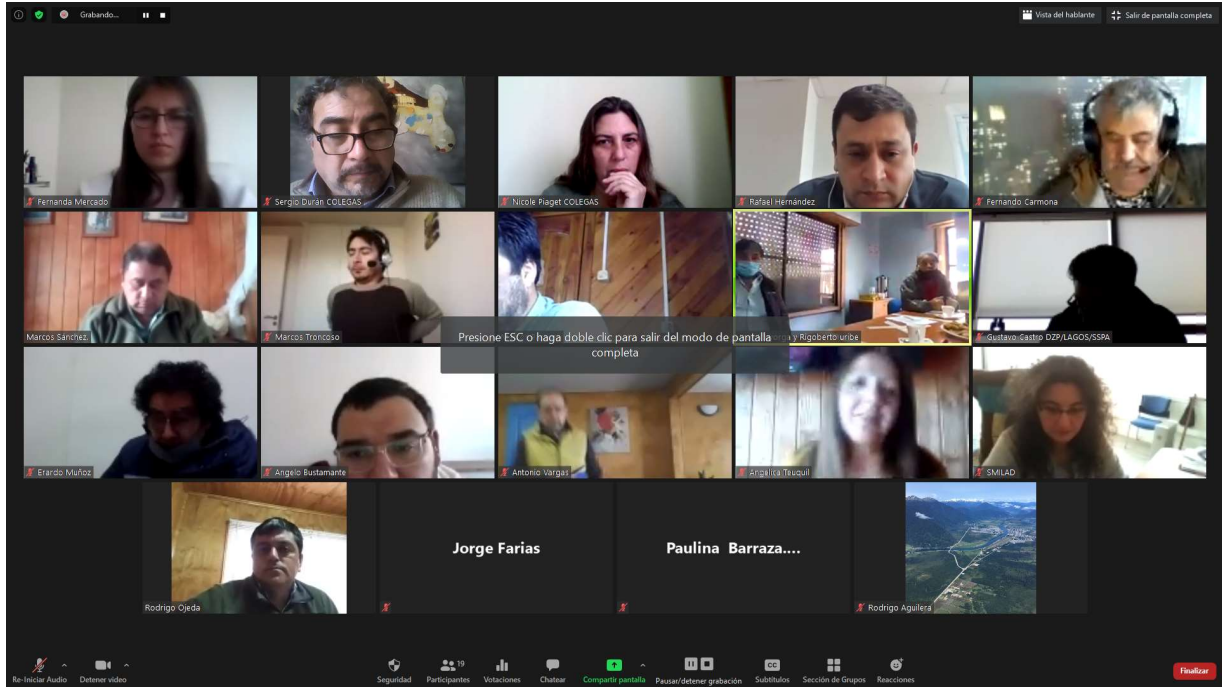 Grabando...
Vista del hablante
Salir de pantalla completa
Fernanda Mercado
Sergio Durán COLEGAS
Nicole Piaget COLEGAS
Rafael Hernández
Fernando Carmona
Marcos Sánchez.
Marcos Troncoso
y Rigoberto uribe
Gustavo Castro DZP/LAGOS/SSPA
Presione ESC o haga doble clic para salir del modo de pantalla
completa
Erardo Muñoz
Angelo Bustamante
Antonio Vargas
Angelica Teuquil
SMILAD
Rodrigo Ojeda
Jorge Farias
Paulina Barraza....
Rodrigo Aguilera
Re-Iniciar Audio
Detener video
Seguridad
Participantes
19
Votaciones
Chatear
Compartir pantalla
Pausar/detener grabación
CC
Subtítulos
Sección de Grupos
Reacciones
Finalizar